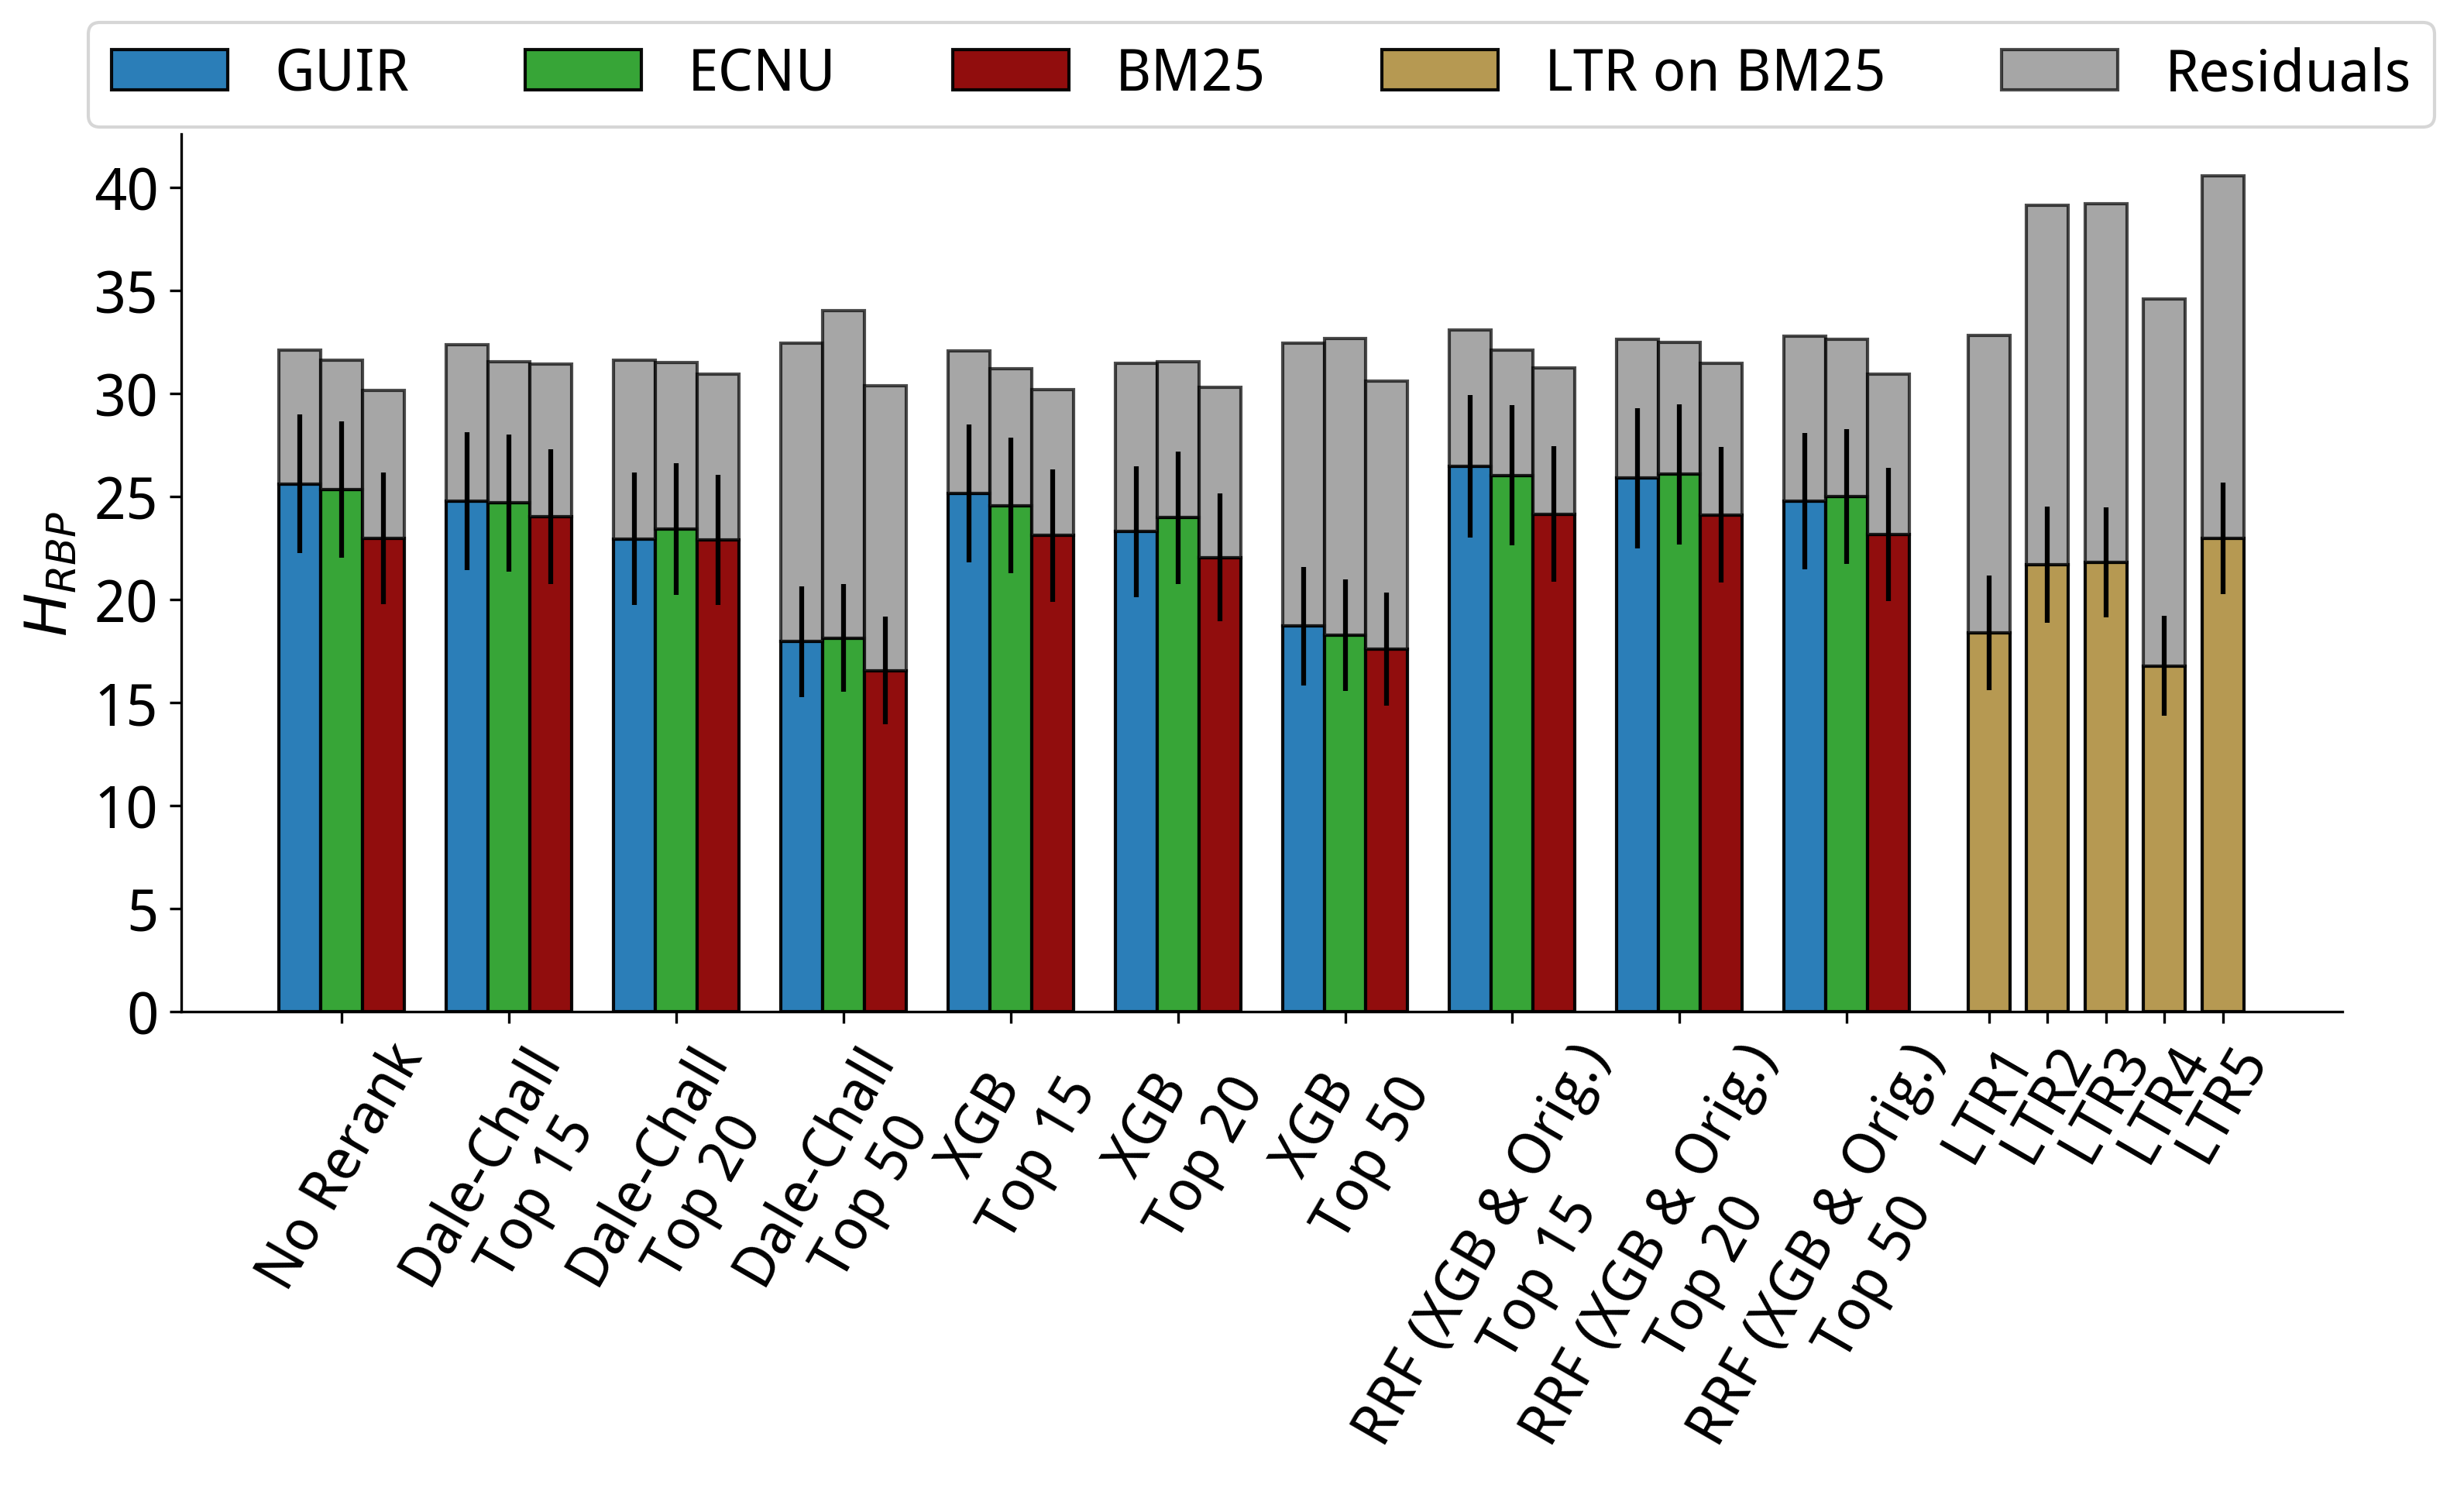 GUIR ECNU BM25 LTR on BM25 Residuals
H_RBP
40
35
30
25
20
15
10
5
0
No Rerank
Dale-Chall
Top 15
Dale-Chall
Top 20
Dale-Chall
Top 50
XGB
Top 15
XGB
Top 20
XGB
Top 50
RRF (XGB & Orig.)
Top 15
RRF (XGB & Orig.)
Top 20
RRF (XGB & Orig.)
Top 50
LTR1
LTR2
LTR3
LTR4
LTR5